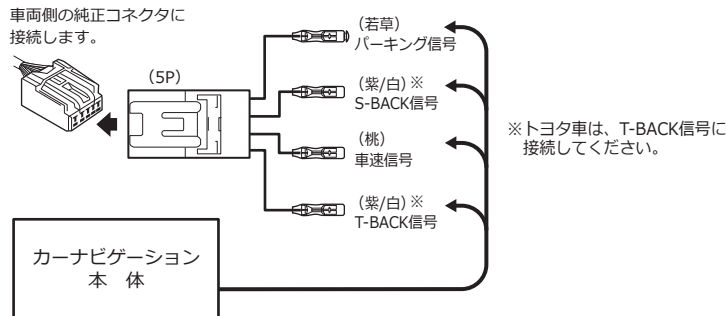 車両側の純正コネクタに
接続します。
（5P）
（若草）
パーキング信号
（紫/白）※
S-BACK信号
（桃）
車速信号
（紫/白）※
T-BACK信号
※トヨタ車は、T-BACK信号に
接続してください。
カーナビゲーション
本　体